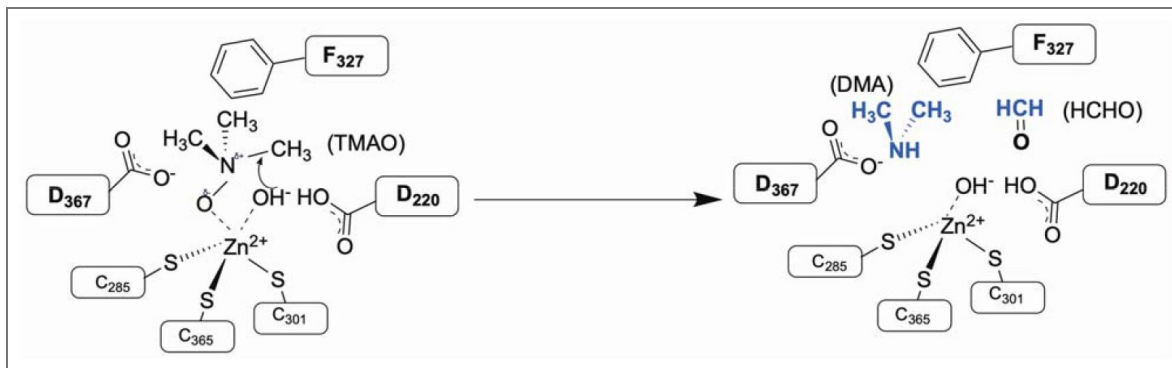 F327
CH3
H3C
N δ+ CH3 (TMAO)
δ-
O OH- HO
O O-
D367
D220
O
Zn2+
S S
S
C285
C301
C365
F327
(DMA)
H3C CH3 HCH (HCHO)
O
NH
O O-
D367
OH- HO
D220
O
Zn2+
S S
S
C285
C301
C365